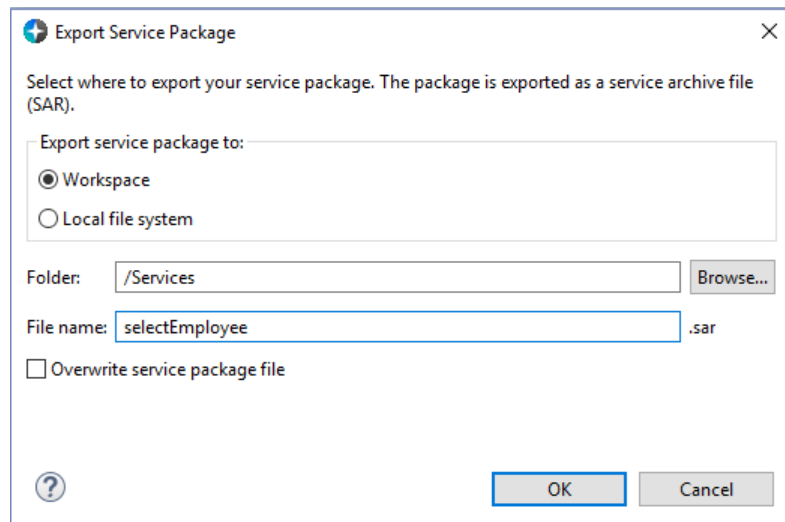 Export Service Package
Select where to export your service package. The package is exported as a service archive file
(SAR).
Export service package to:
Workspace
Local file system
Folder: /Services Browse...
File name: selectEmployee .sar
Overwrite service package file
? OK Cancel